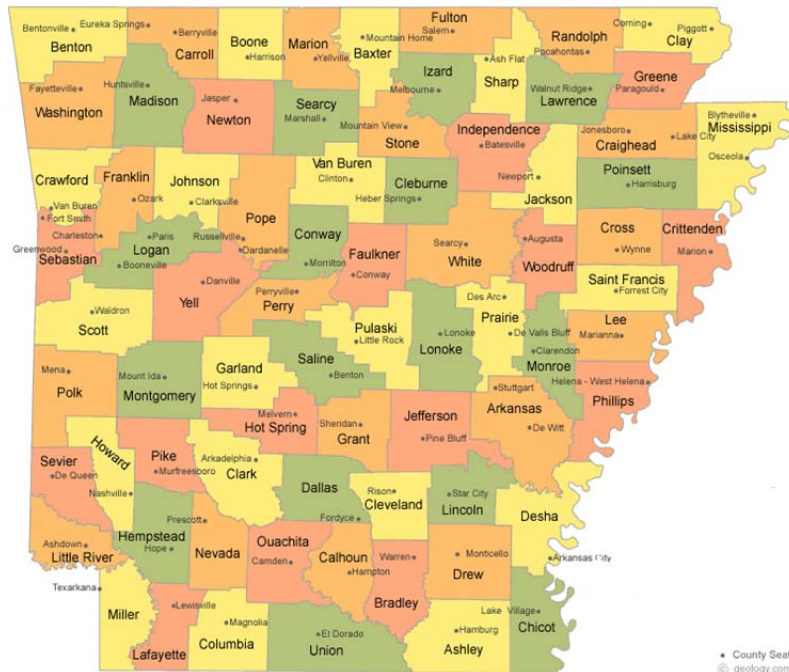 Bentonville
Eureka Springs
Benton
Berryville
Carroll
Boone
Harrison
Marion
Yellville
Mountain Home
Baxter
Fulton
Salem
Ash Flat
Sharp
Randolph
Pocahontas
Corning
Piggott
Clay
Fayetteville
Washington
Huntsville
Madison
Jasper
Newton
Searcy
Marshall
Mountain View
Stone
Izard
Melbourne
Independence
Batesville
Walnut Ridge
Lawrence
Greene
Paragould
Jonesboro
Lake City
Craighead
Blytheville
Mississippi
Osceola
Crawford
Van Buren
Fort Smith
Franklin
Ozark
Johnson
Clarksville
Pope
Russellville
Van Buren
Clinton
Heber Springs
Cleburne
Newport
Jackson
Poinsett
Harrisburg
Charleston
Greenwood
Sebastian
Paris
Logan
Booneville
Dardanelle
Danville
Yell
Conway
Morrilton
Faulkner
Conway
Searcy
White
Augusta
Woodruff
Cross
Wynne
Crittenden
Marion
Waldron
Scott
Perryville
Perry
Pulaski
Little Rock
Lonoke
Lonoke
Des Arc
Prairie
De Valls Bluff
Clarendon
Monroe
Saint Francis
Forrest City
Lee
Marianna
Mena
Polk
Mount Ida
Montgomery
Garland
Hot Springs
Saline
Benton
Malvern
Hot Spring
Sheridan
Grant
Jefferson
Pine Bluff
Stuttgart
Arkansas
De Witt
Helena - West Helena
Phillips
Sevier
De Queen
Howard
Nashville
Pike
Murfreesboro
Arkadelphia
Clark
Dallas
Fordyce
Rison
Cleveland
Star City
Lincoln
Desha
Arkansas City
Ashdown
Little River
Hempstead
Hope
Prescott
Nevada
Ouachita
Camden
Calhoun
Hampton
Warren
Bradley
Monticello
Drew
Texarkana
Miller
Lewisville
Lafayette
Magnolia
Columbia
El Dorado
Union
Hamburg
Ashley
Lake Village
Chicot
County Seat
© geology.com